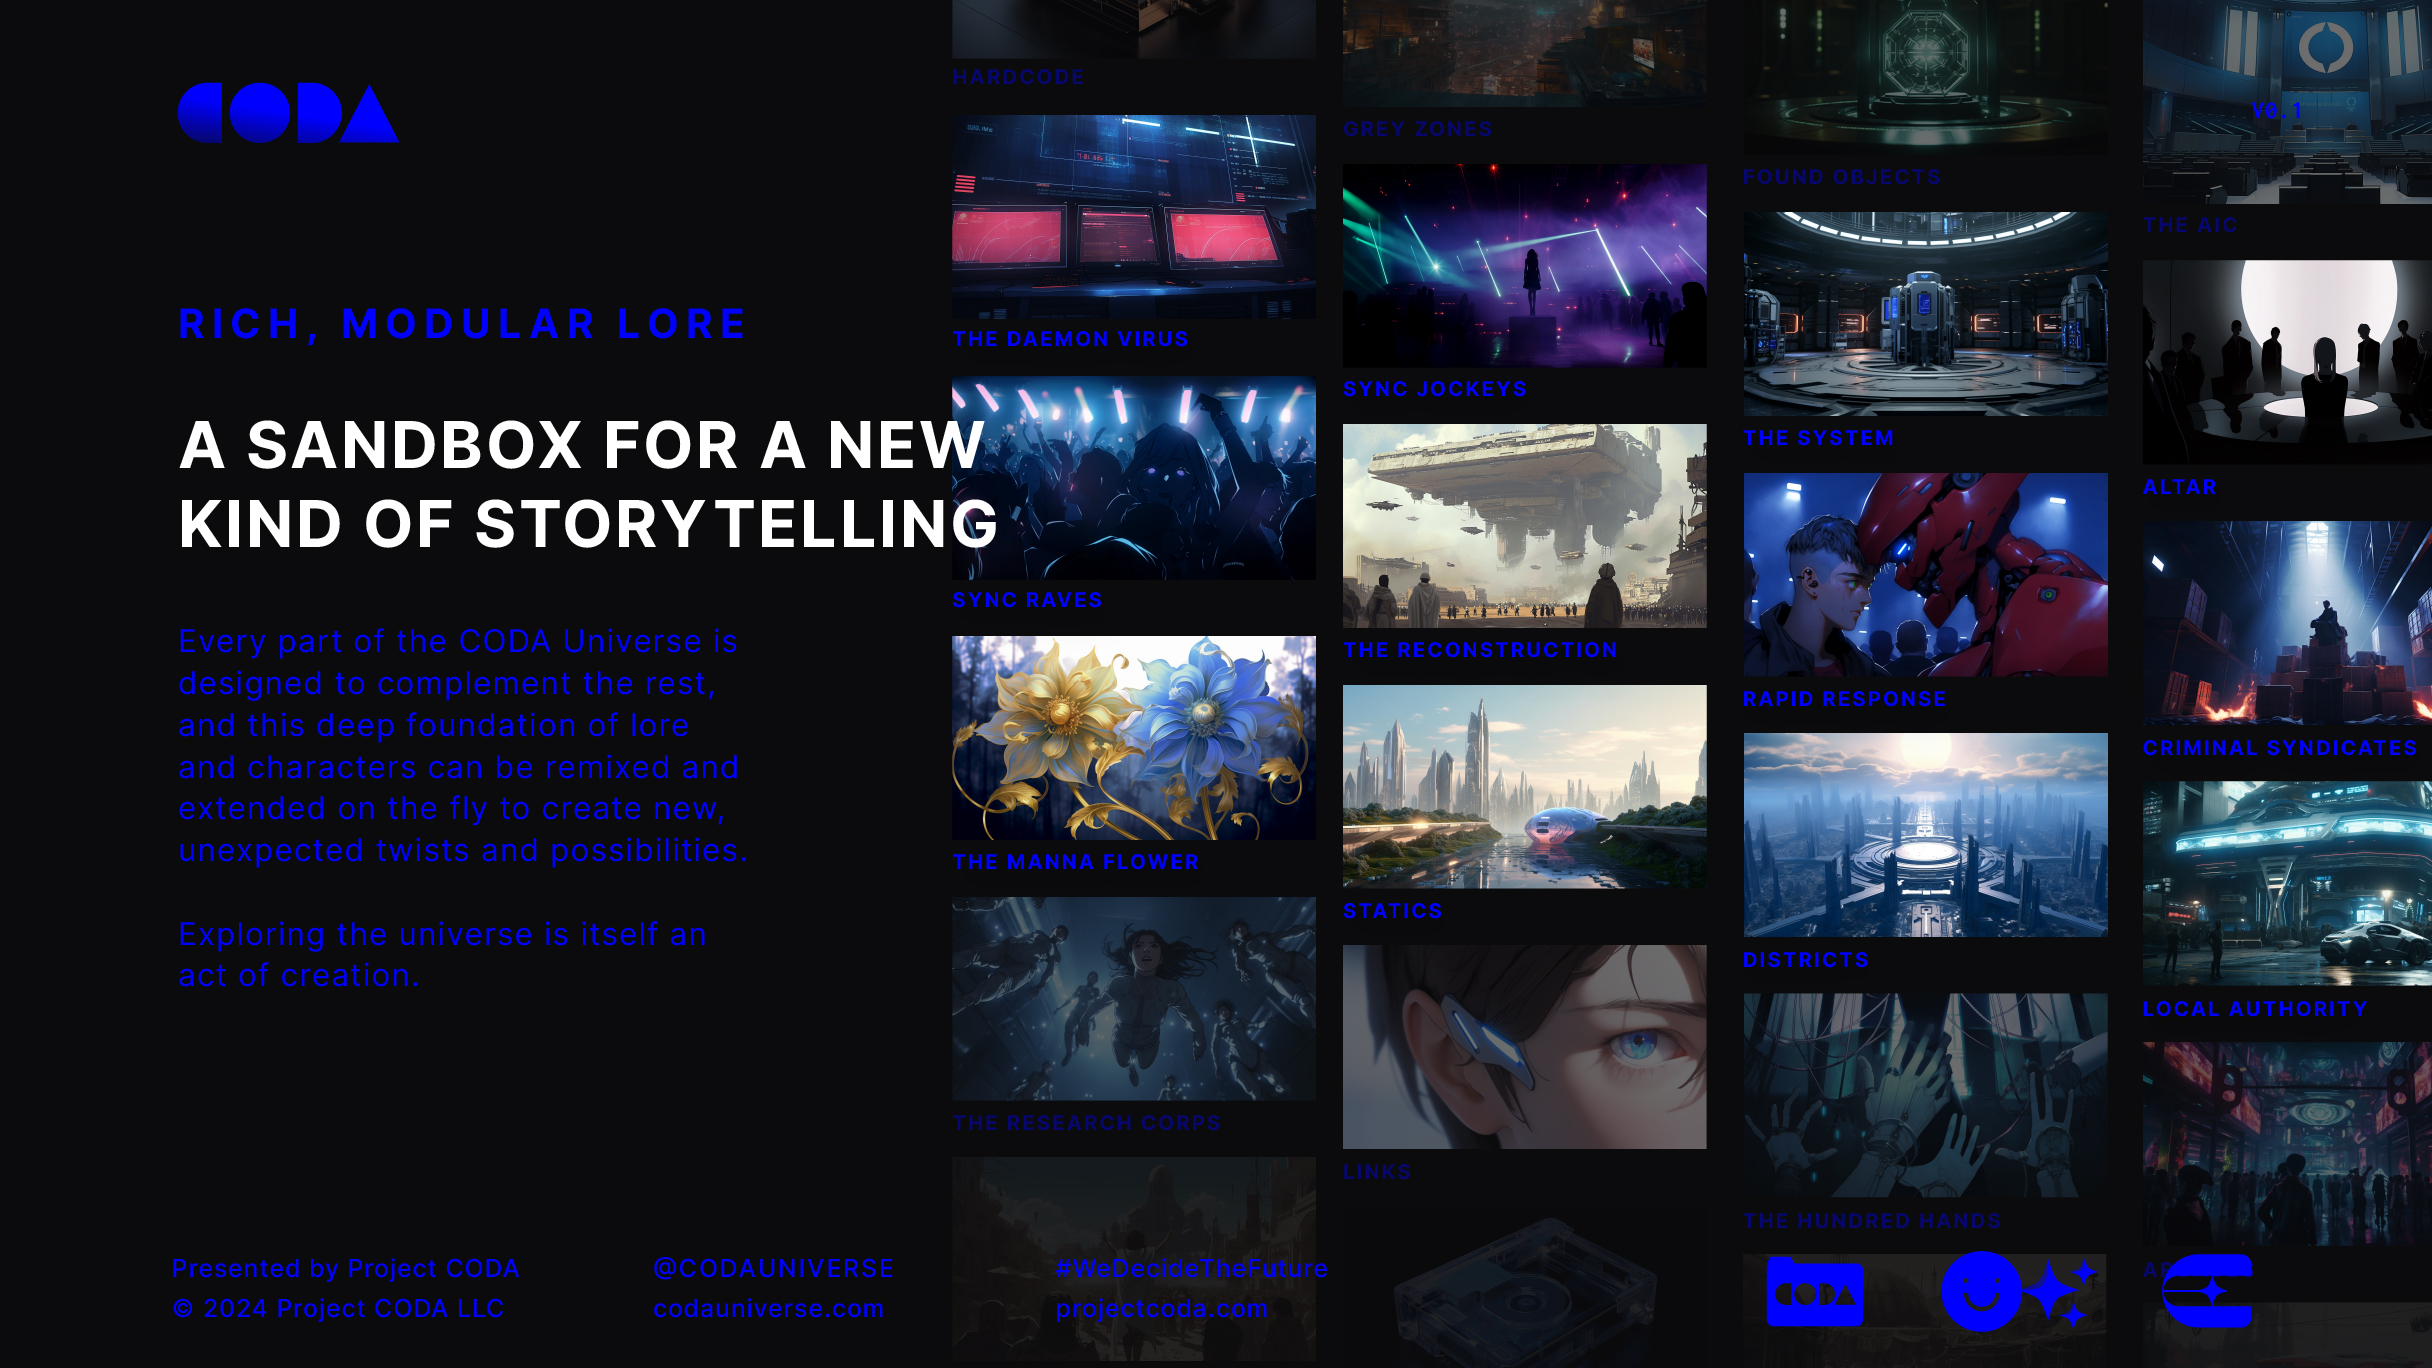 CODA
V0.1
RICH, MODULAR LORE
A SANDBOX FOR A NEW
KIND OF STORYTELLING
Every part of the CODA Universe is
designed to complement the rest,
and this deep foundation of lore
and characters can be remixed and
extended on the fly to create new,
unexpected twists and possibilities.
Exploring the universe is itself an
act of creation.
HARDCODE
THE DAEMON VIRUS
SYNC RAVES
THE MANNA FLOWER
THE RESEARCH CORPS
GREY ZONES
SYNC JOCKEYS
THE RECONSTRUCTION
STATICS
LINKS
FOUND OBJECTS
THE SYSTEM
RAPID RESPONSE
DISTRICTS
THE HUNDRED HANDS
THE AIC
ALTAR
CRIMINAL SYNDICATES
LOCAL AUTHORITY
Presented by Project CODA
© 2024 Project CODA LLC
@CODAUNIVERSE
codauniverse.com
#WeDecideTheFuture
projectcoda.com
CODA